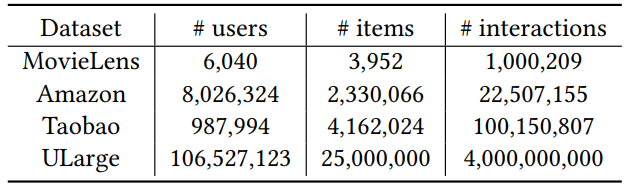 Dataset # users # items # interactions
MovieLens 6,040 3,952 1,000,209
Amazon 8,026,324 2,330,066 22,507,155
Taobao 987,994 4,162,024 100,150,807
ULarge 106,527,123 25,000,000 4,000,000,000